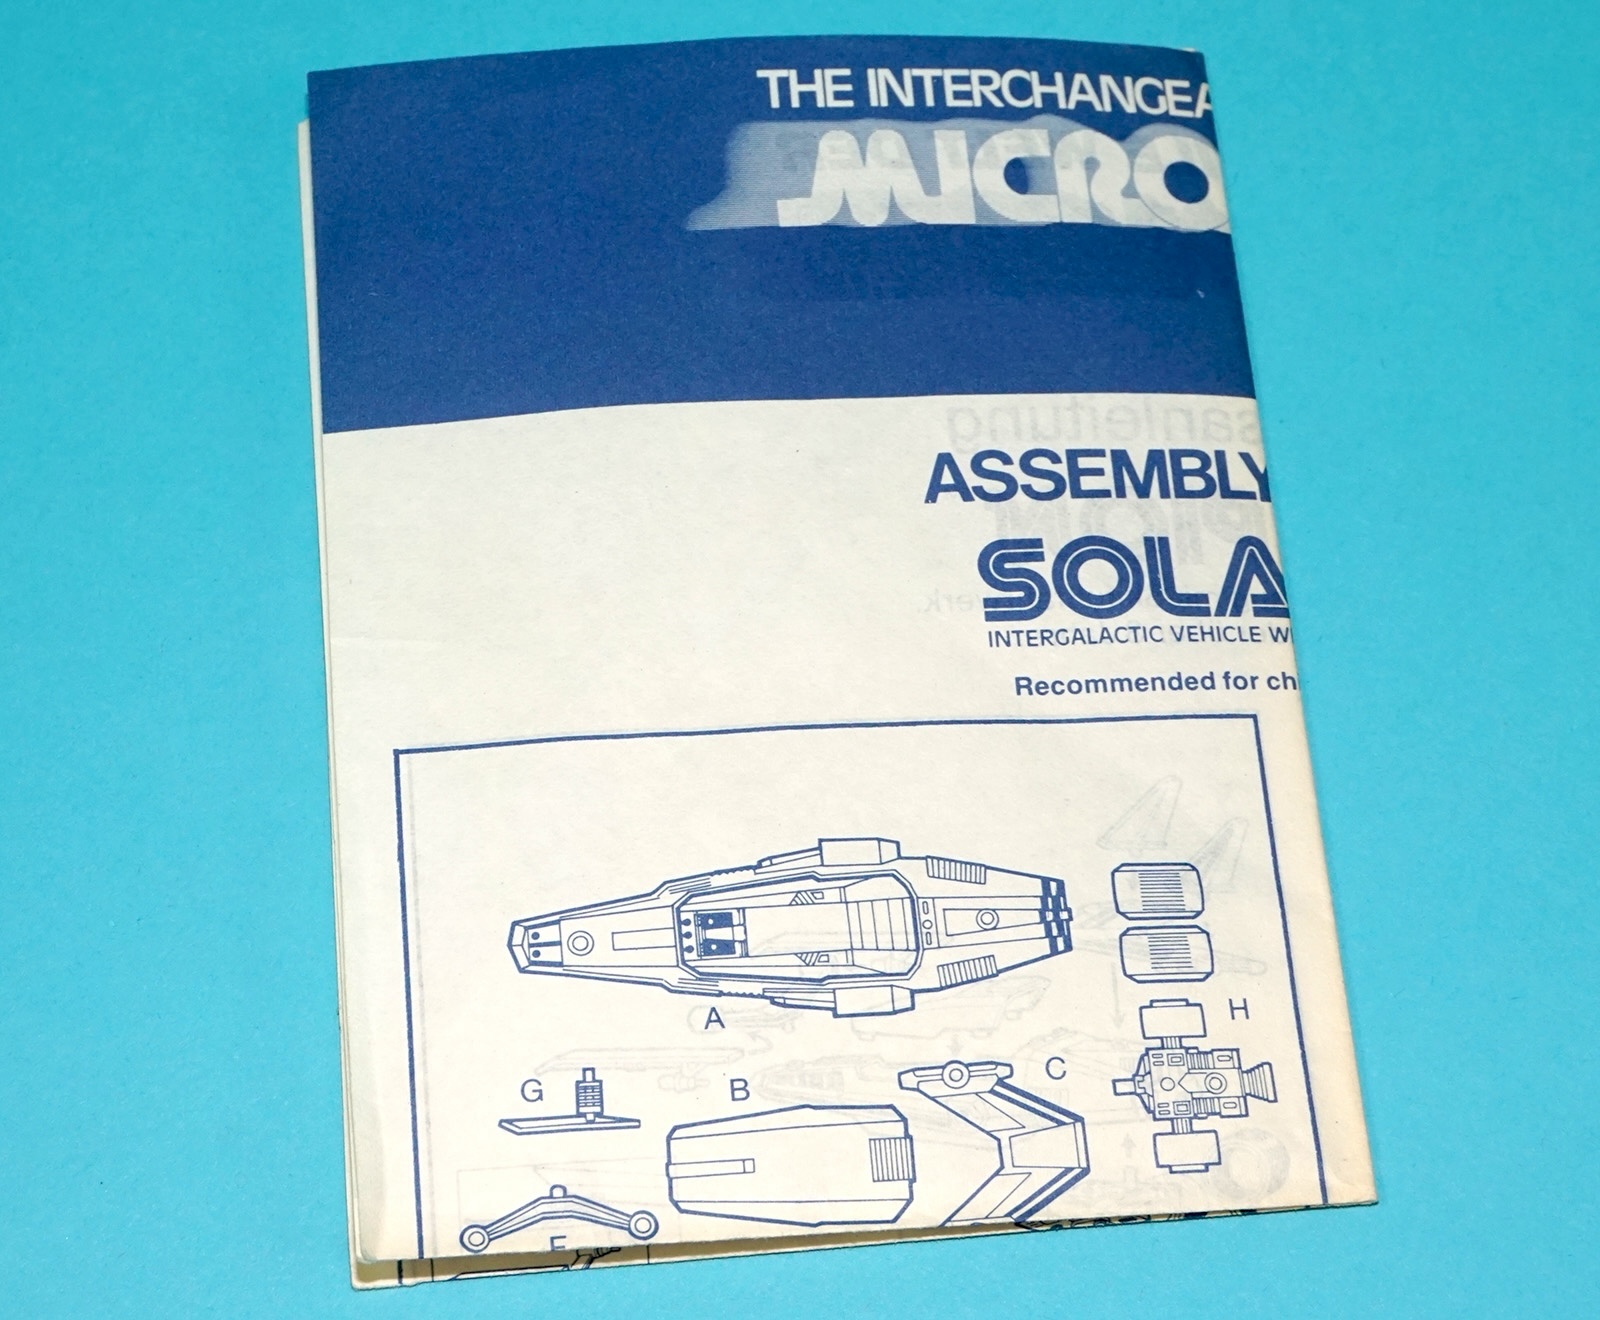 THE INTERCHANGEA
MICRO
ASSEMBLY
SOLA
INTERGALACTIC VEHICLE W
Recommended for ch
A
H
G
B
C